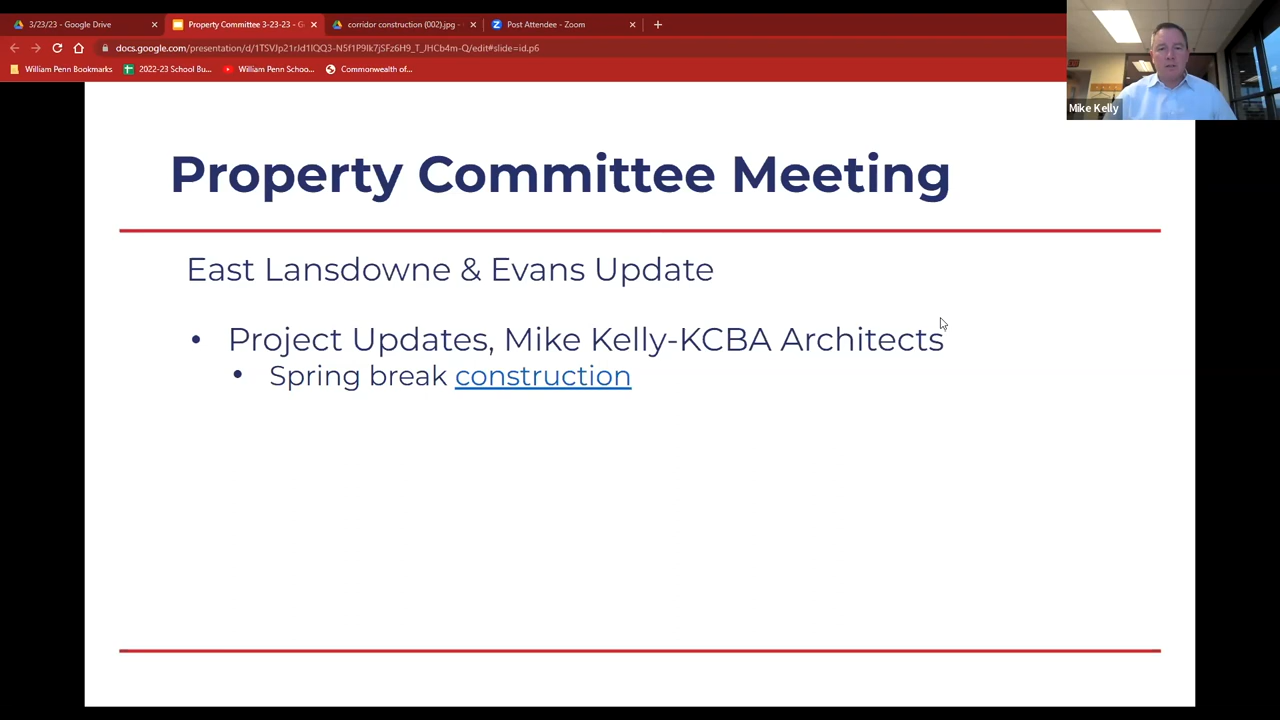 3/23/23 - Google Drive
Property Committee 3-23-23 - G
corridor construction (002).jpg -
Post Attendee - Zoom
docs.google.com/presentation/d/
/edit#slide=id.p6
William Penn Bookmarks
2022-23 School Bu...
William Penn Schoo...
Commonwealth of...
Mike Kelly
Property Committee Meeting
East Lansdowne & Evans Update
• Project Updates, Mike Kelly-KCBA Architects
• Spring break construction